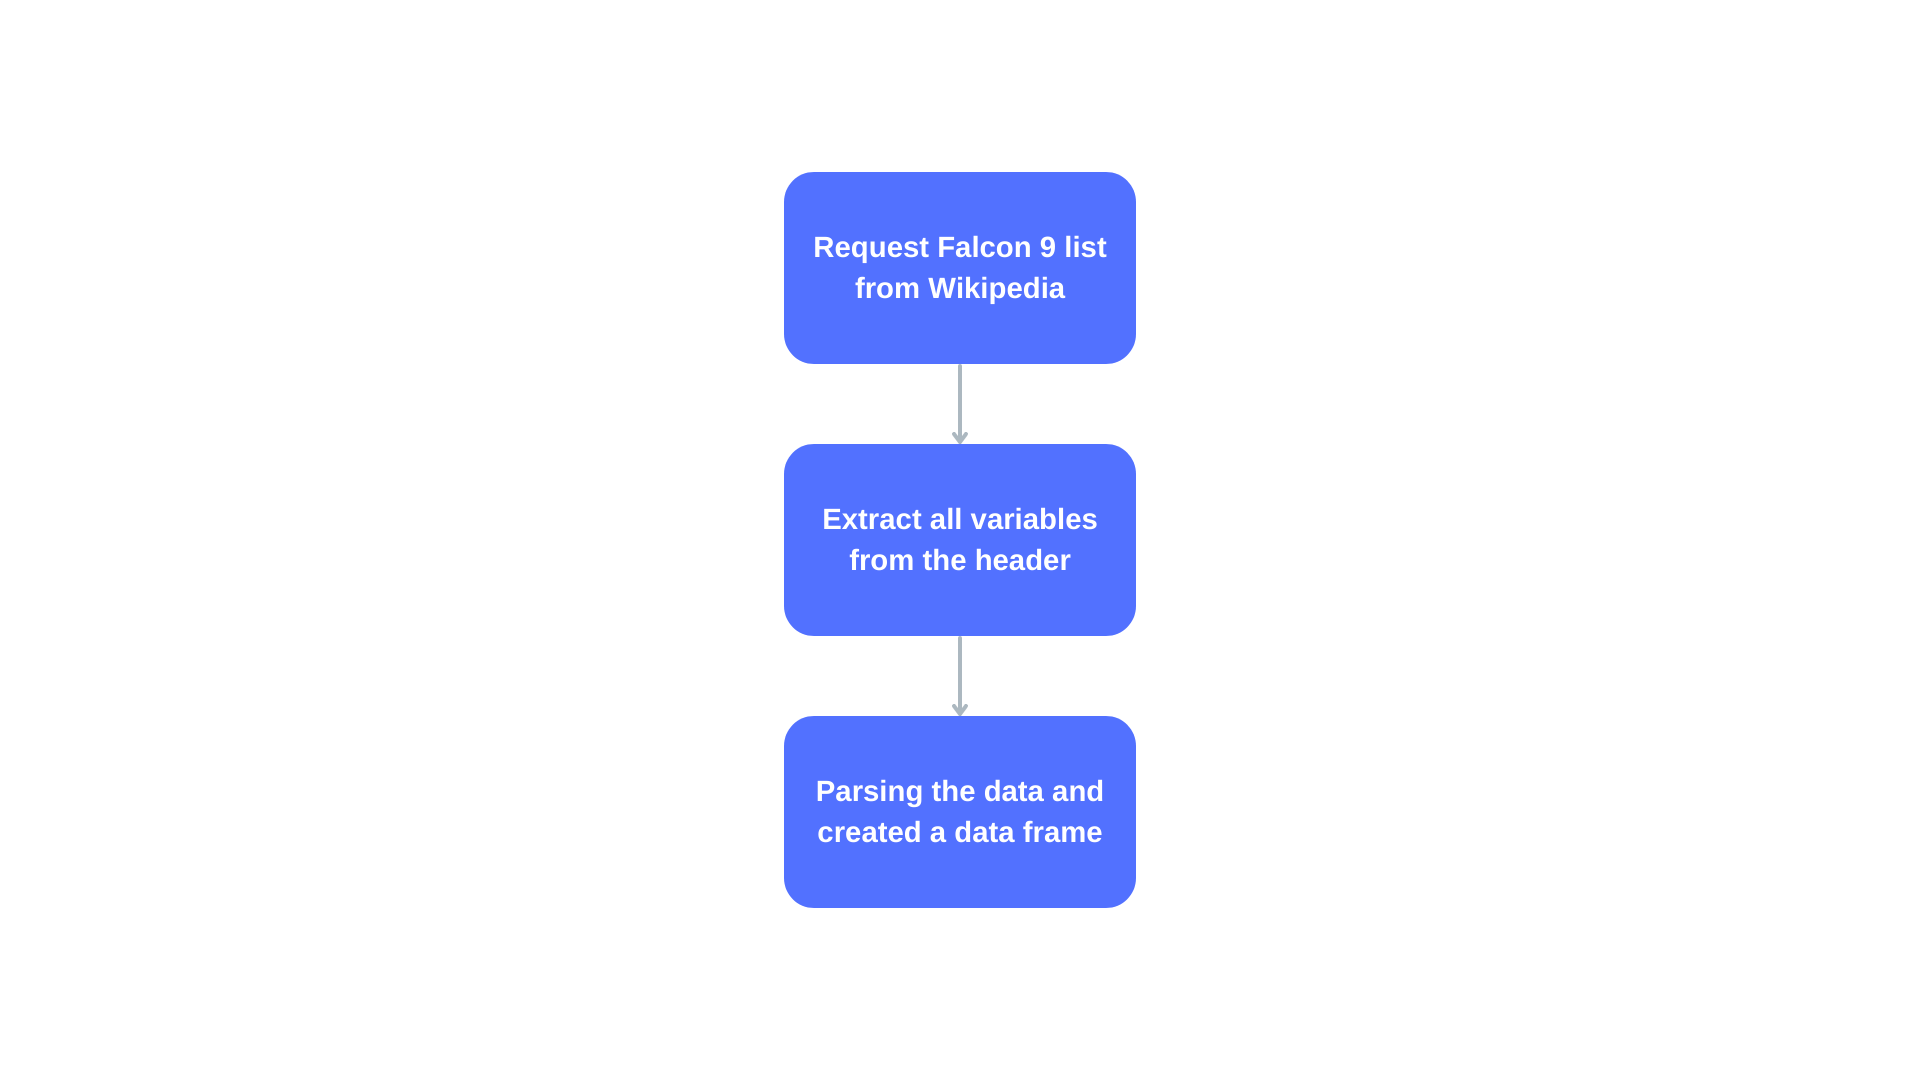 Request Falcon 9 list
from Wikipedia
Extract all variables
from the header
Parsing the data and
created a data frame